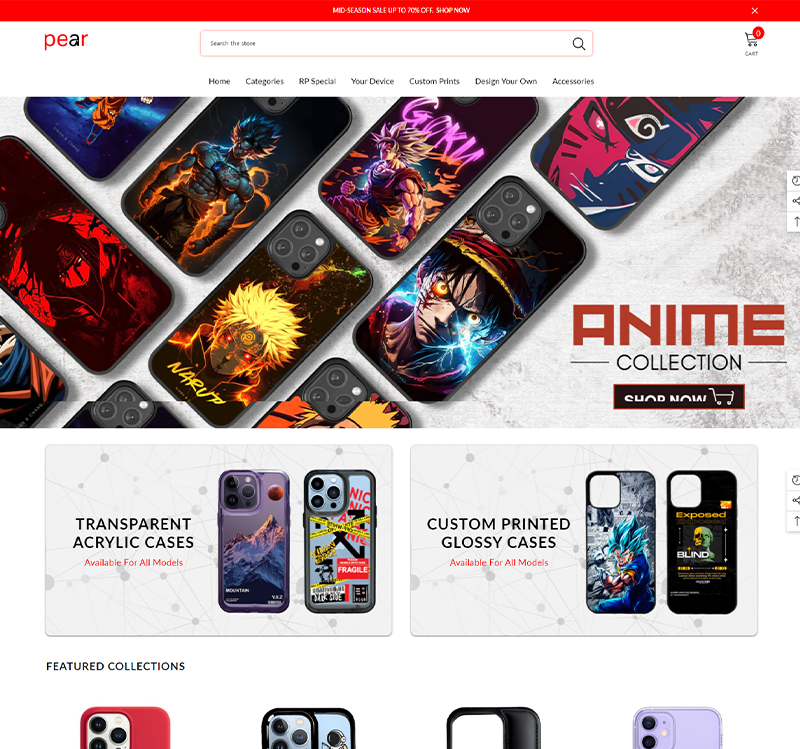 MID-SEASON SALE UP TO 70% OFF. SHOP NOW
pear
Search the store
0
CART
Home
Categories
RP Special
Your Device
Custom Prints
Design Your Own
Accessories
GOKU
NARUTO
ANIME
COLLECTION
SHOP NOW
TRANSPARENT
ACRYLIC CASES
Available For All Models
MOUNTAIN
V.X.Z
FRAGILE
DARK SIDE
CUSTOM PRINTED
GLOSSY CASES
Available For All Models
Exposed
BLIND
FEATURED COLLECTIONS